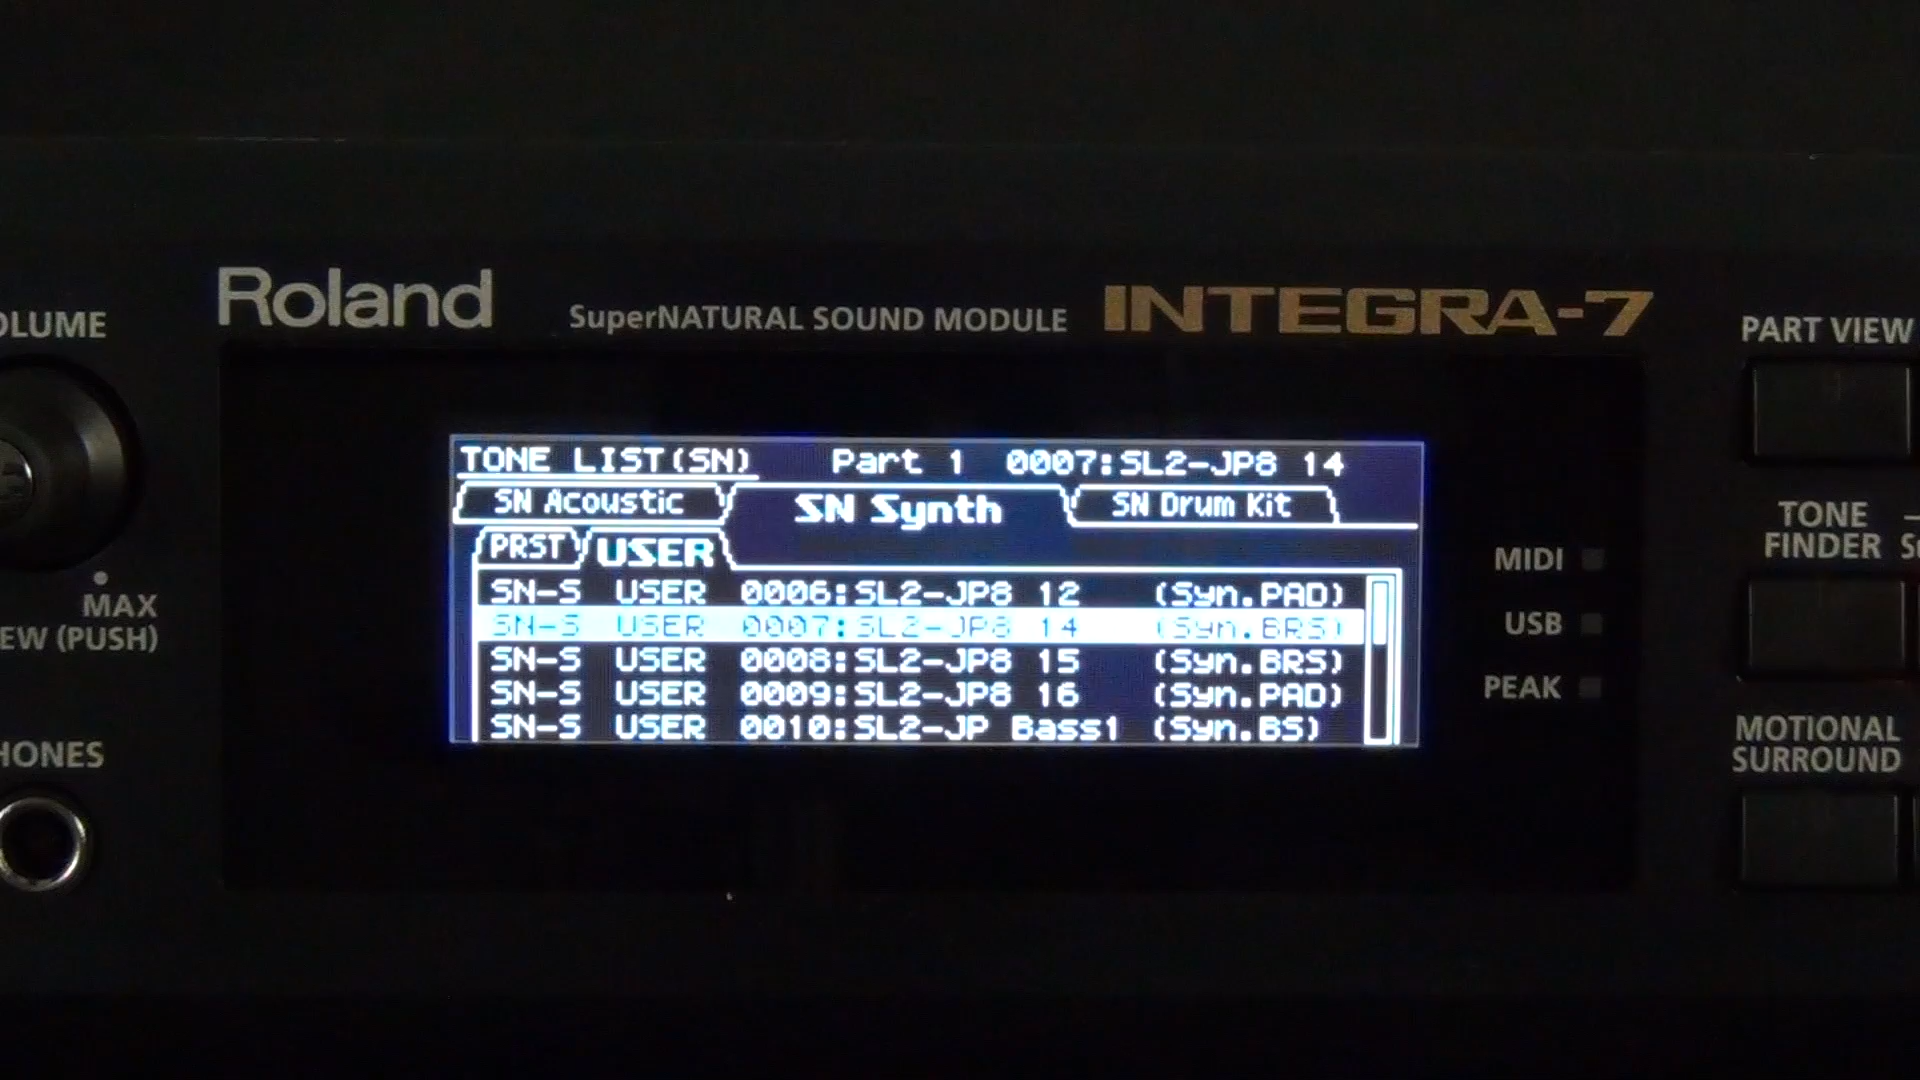 Roland SuperNATURAL SOUND MODULE INTEGRA-7
OLUME
PART VIEW
TONE LIST(SN) Part 1 0007:SL2-JP8 14
SN Acoustic SN Synth SN Drum Kit
PRST USER
SN-S USER 0006:SL2-JP8 12 (Syn.PAD)
SN-S USER 0007:SL2-JP8 14 (Syn.BRS)
SN-S USER 0008:SL2-JP8 15 (Syn.BRS)
SN-S USER 0009:SL2-JP8 16 (Syn.PAD)
SN-S USER 0010:SL2-JP Bass1 (Syn.BS)
MAX
EW (PUSH)
HONES
MIDI
USB
PEAK
TONE
FINDER
MOTIONAL
SURROUND